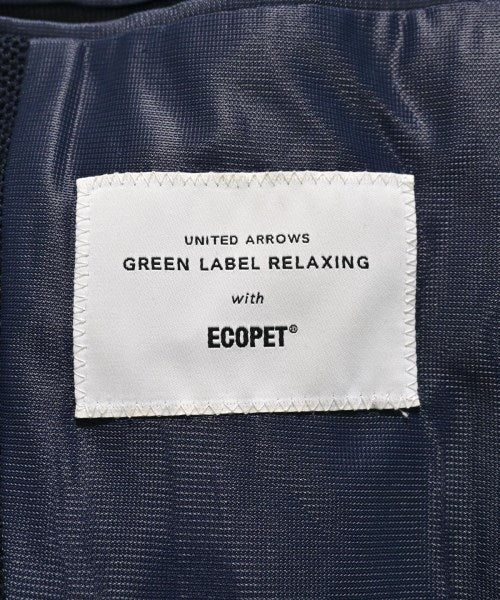 UNITED ARROWS
GREEN LABEL RELAXING
with
ECOPET®